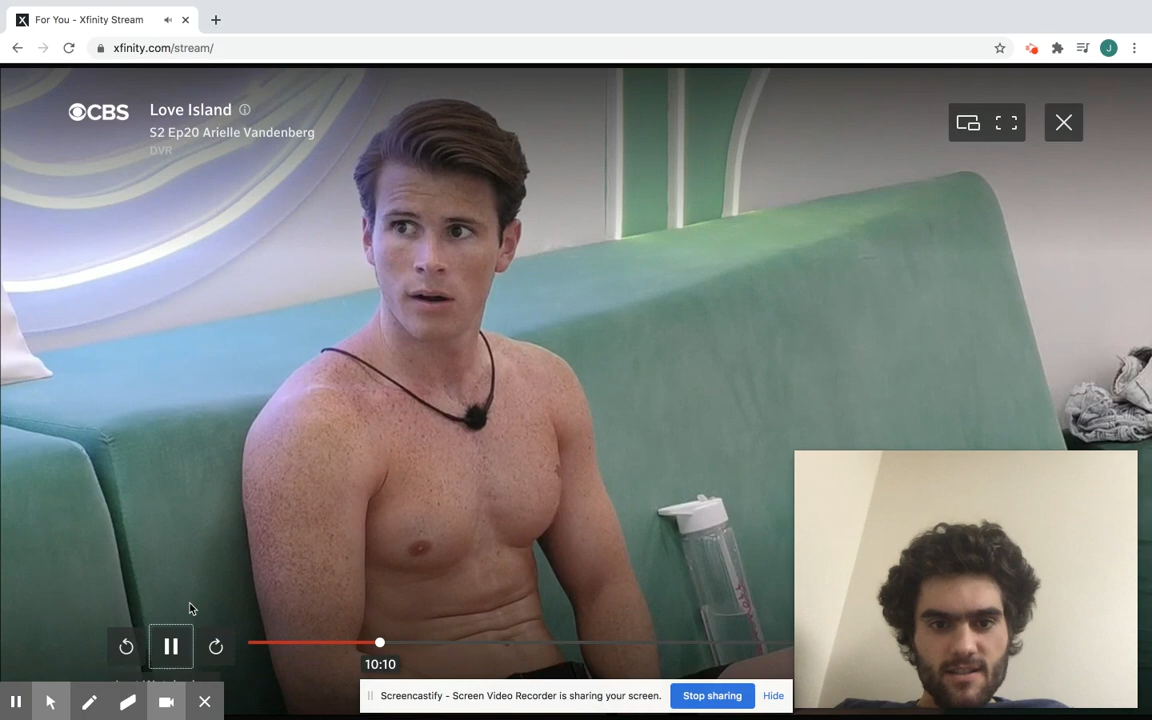 For You - Xfinity Stream
xfinity.com/stream/
J
CBS
Love Island
S2 Ep20 Arielle Vandenberg
DVR
10:10
Screencastify - Screen Video Recorder is sharing your screen.
Stop sharing
Hide